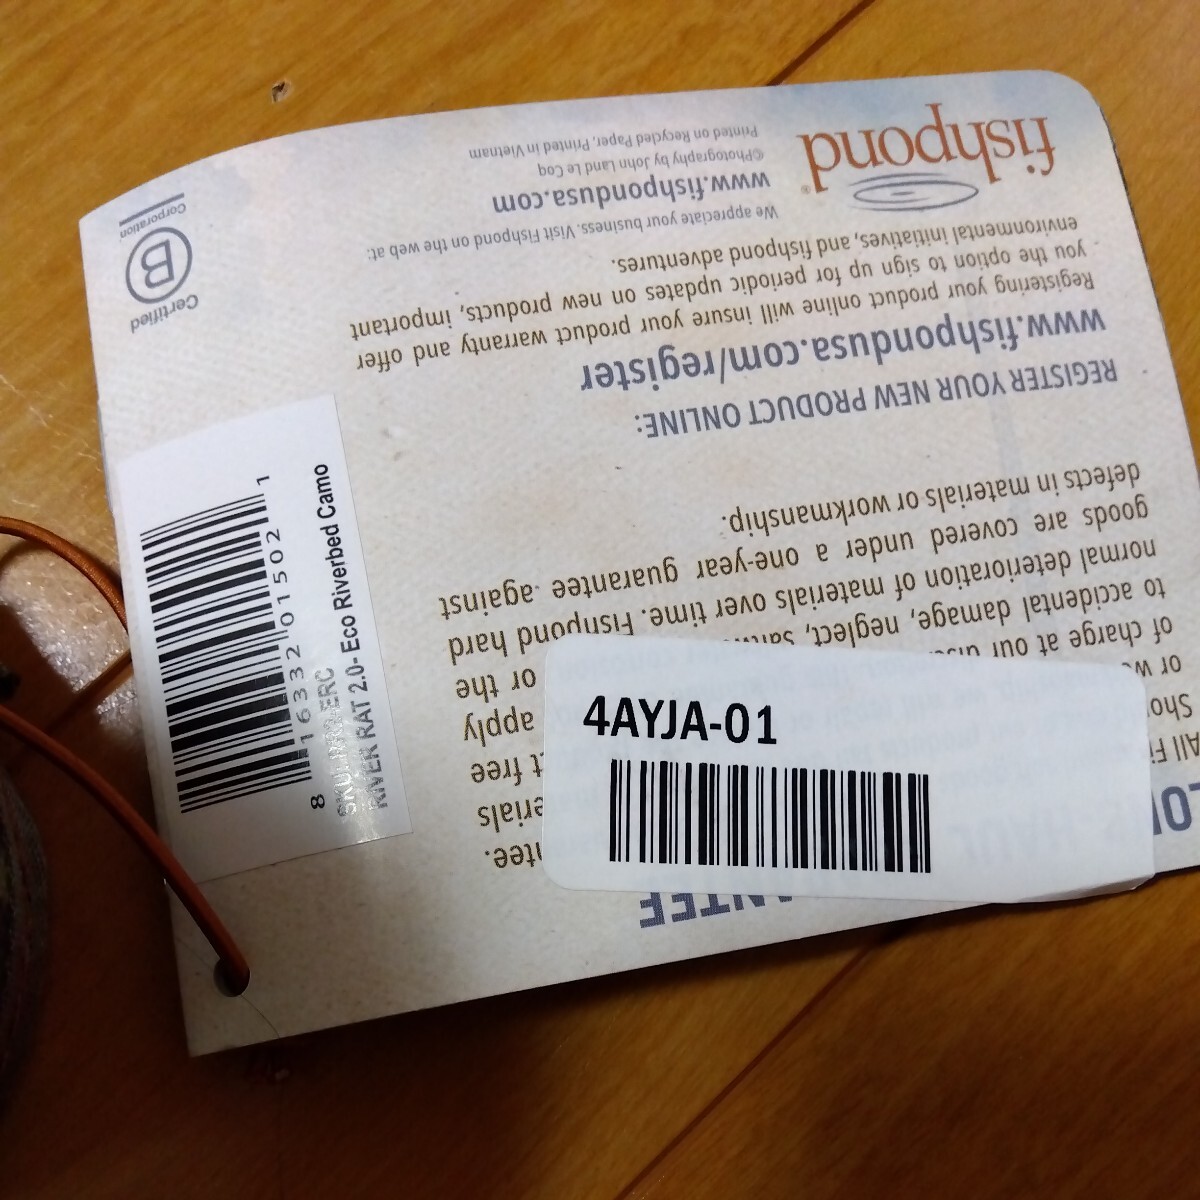 4AYJA-01
8 16332 01502 1
RIVER RAT 2.0- Eco Riverbed Camo
ANTEE
ntee.
All
Sho
or
apply
of charge at our
or the
to accidental damage, neglect,
normal deterioration of materials over time. Fishpond hard
goods are covered under a one-year guarantee against
defects in materials or workmanship.
REGISTER YOUR NEW PRODUCT ONLINE:
www.fishpondusa.com/register
Registering your product online will insure your product warranty and offer
you the option to sign up for periodic updates on new products, important
environmental initiatives, and fishpond adventures.
fishpond®
We appreciate your business. Visit Fishpond on the web at:
www.fishpondusa.com
©Photography by John Land Le Coq
Printed on Recycled Paper, Printed in Vietnam
Certified
B
Corporation